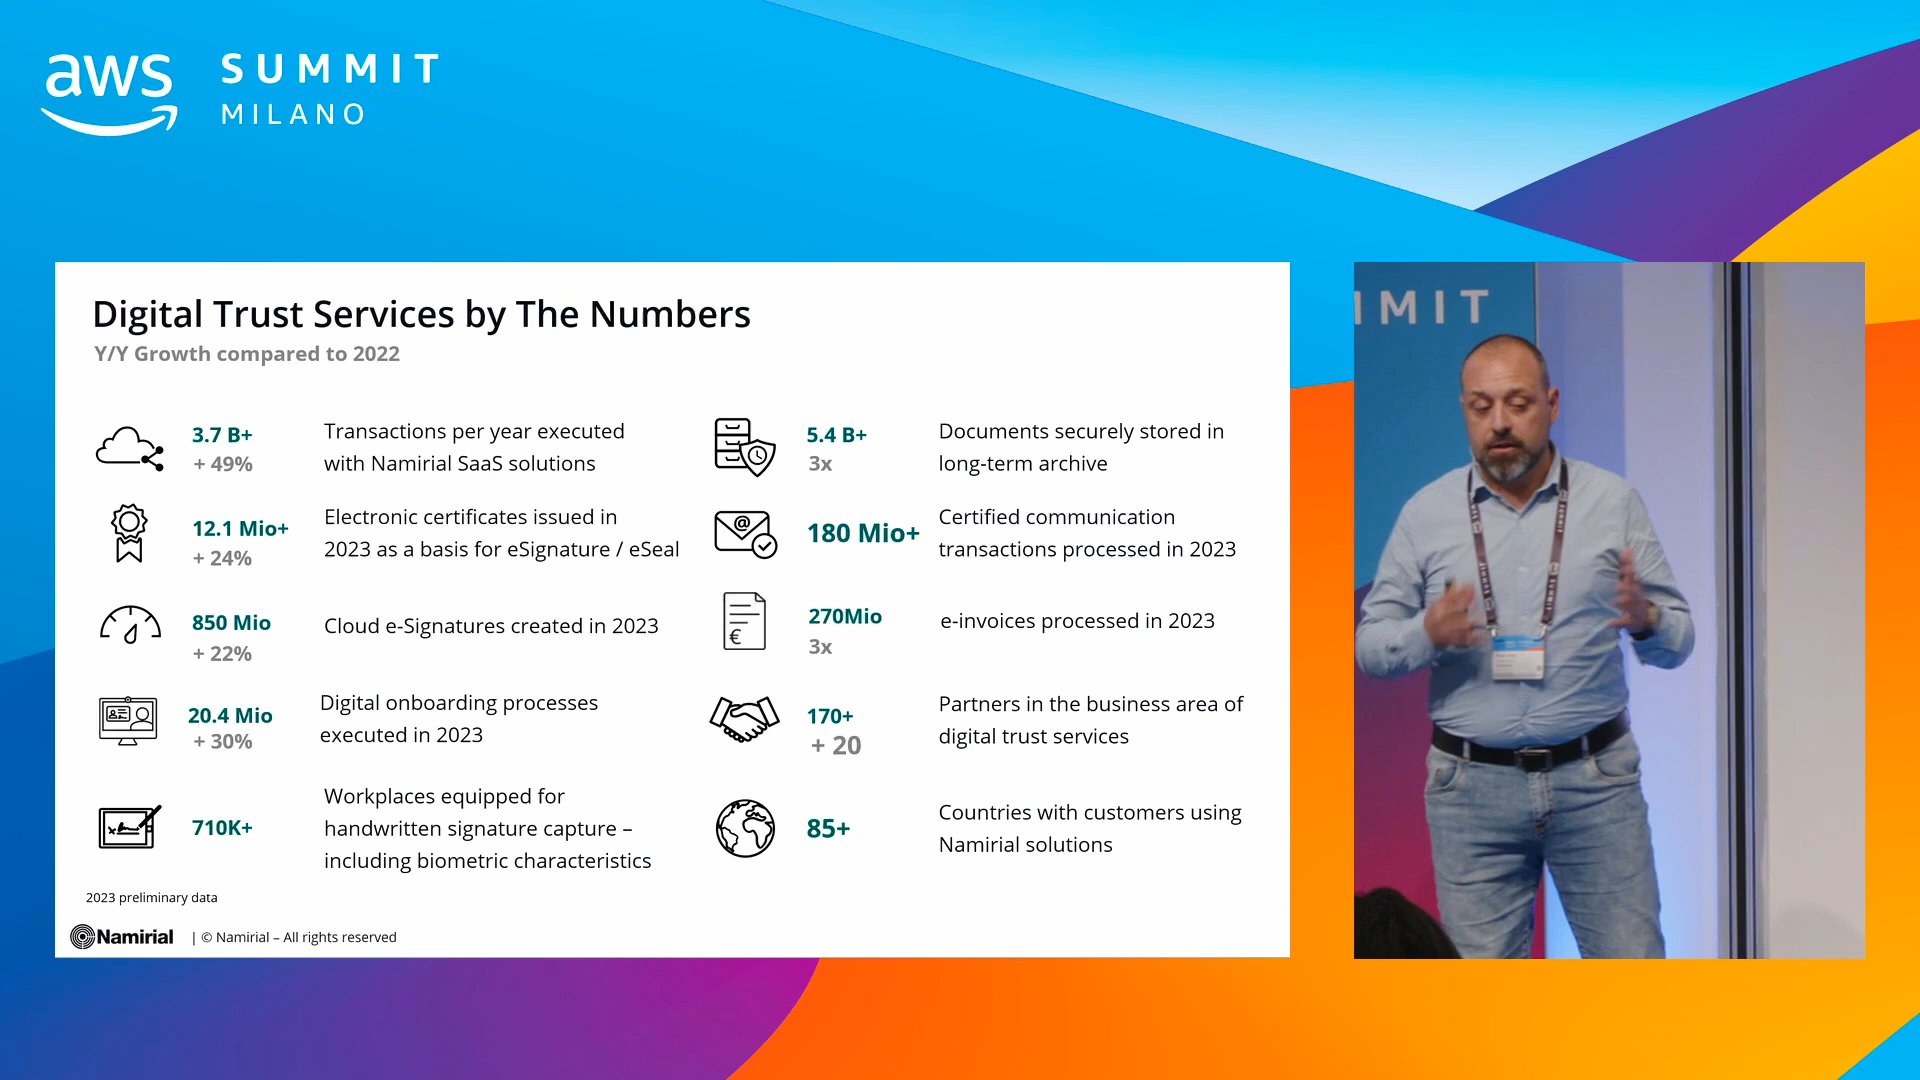 aws
SUMMIT
MILANO
Digital Trust Services by The Numbers
Y/Y Growth compared to 2022
3.7 B+
+ 49%
Transactions per year executed
with Namirial SaaS solutions
12.1 Mio+
+ 24%
Electronic certificates issued in
2023 as a basis for eSignature / eSeal
850 Mio
+ 22%
Cloud e-Signatures created in 2023
20.4 Mio
+ 30%
Digital onboarding processes
executed in 2023
710K+
Workplaces equipped for
handwritten signature capture –
including biometric characteristics
5.4 B+
3x
Documents securely stored in
long-term archive
180 Mio+
Certified communication
transactions processed in 2023
270Mio
3x
e-invoices processed in 2023
170+
+ 20
Partners in the business area of
digital trust services
85+
Countries with customers using
Namirial solutions
2023 preliminary data
Namirial | © Namirial – All rights reserved
MMIT